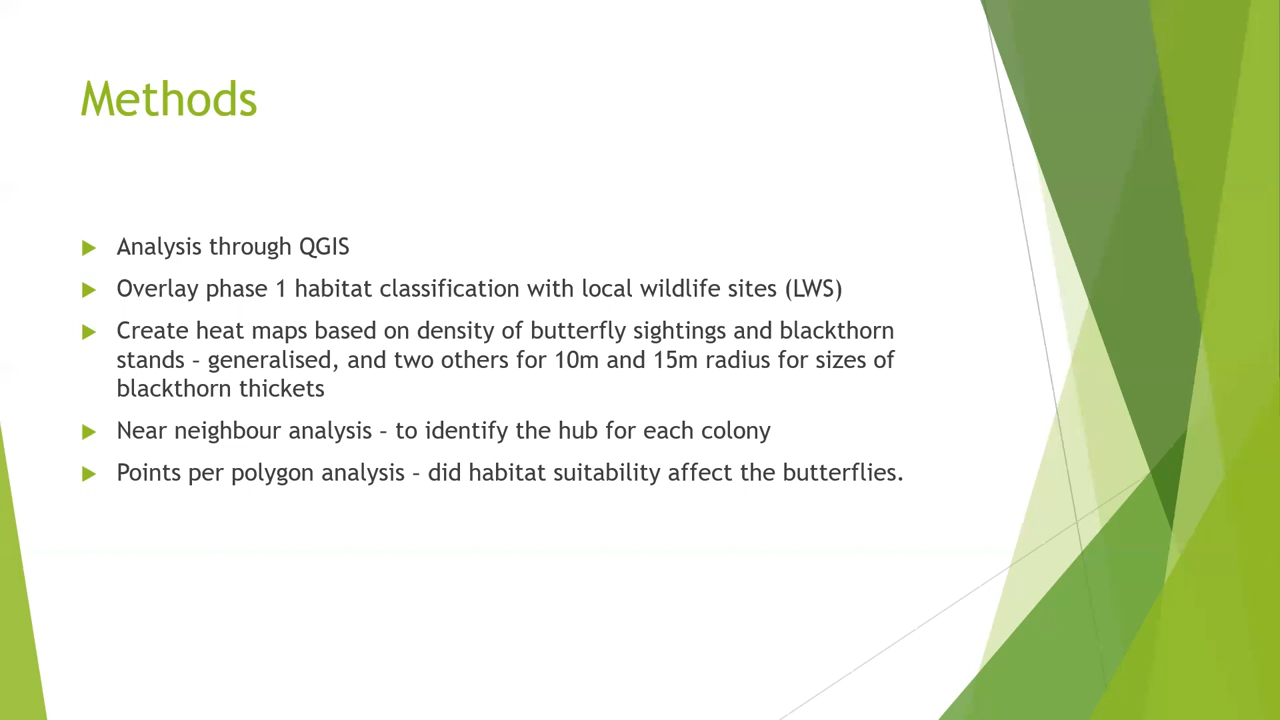 Methods
Analysis through QGIS
Overlay phase 1 habitat classification with local wildlife sites (LWS)
Create heat maps based on density of butterfly sightings and blackthorn
stands – generalised, and two others for 10m and 15m radius for sizes of
blackthorn thickets
Near neighbour analysis – to identify the hub for each colony
Points per polygon analysis – did habitat suitability affect the butterflies.